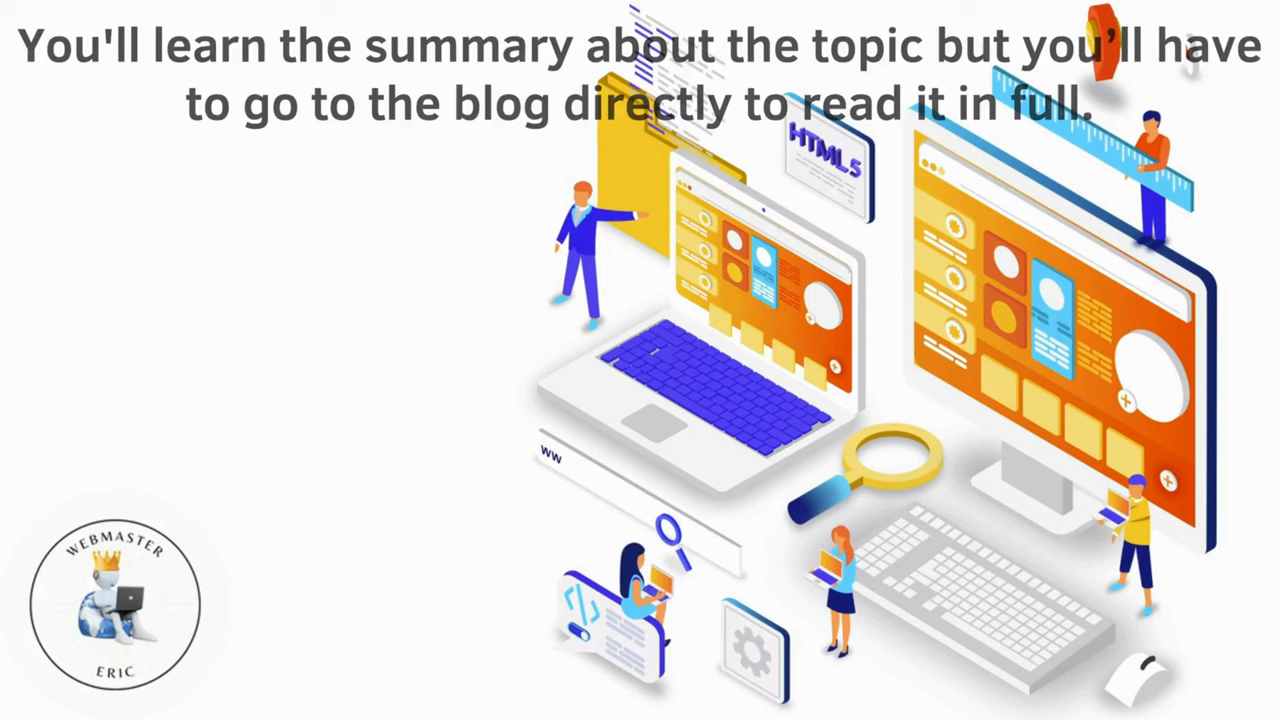 You'll learn the summary about the topic but you’ll have
to go to the blog directly to read it in full.
HTML5
WW
WEBMASTER
ERIC